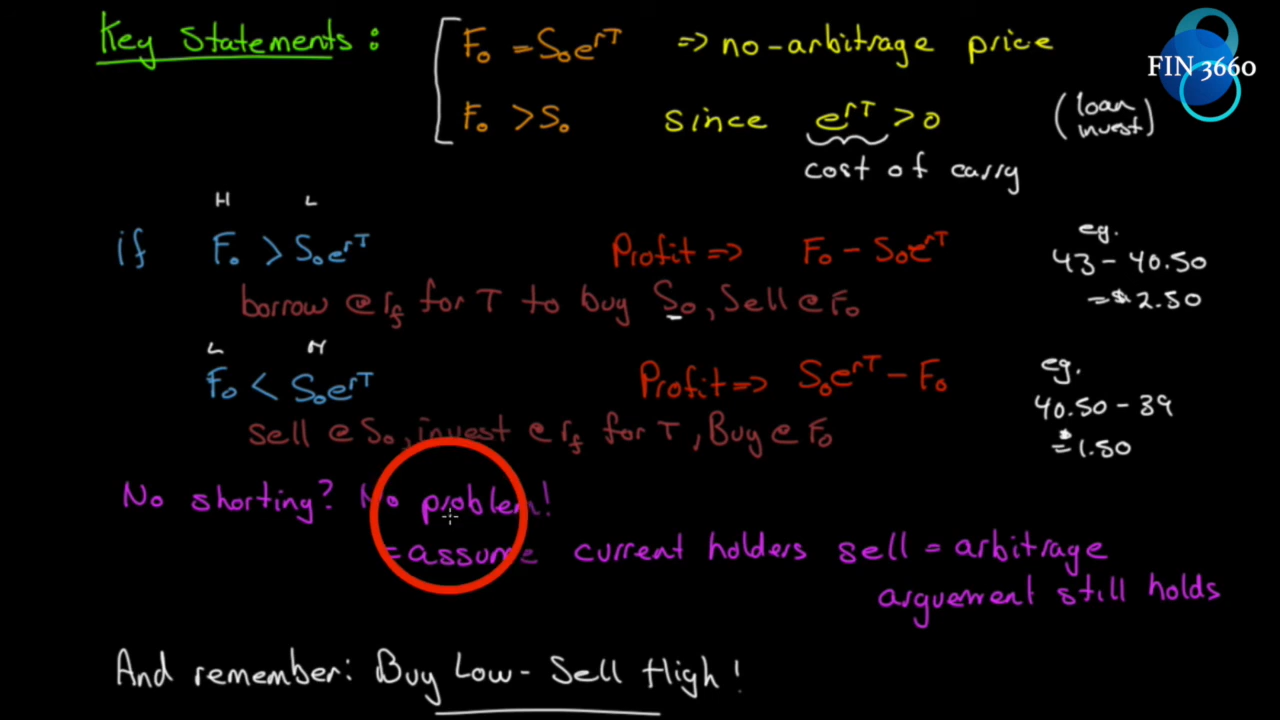 Key Statements: F₀ = S₀e^rT => no-arbitrage price
FIN 3660
F₀ > S₀ since e^rT > 0 (loan invest)
cost of carry
H L
if F₀ > S₀e^rT Profit => F₀ - S₀e^rT
eg.
43 - 40.50
= $2.50
borrow @ r_f for T to buy S₀, Sell @ F₀
L H
F₀ < S₀e^rT Profit => S₀e^rT - F₀
eg.
40.50 - 39
= $1.50
sell @ S₀, invest @ r_f for T, Buy @ F₀
No shorting? No problem!
= assume current holders sell = arbitrage
arguement still holds
And remember: Buy Low - Sell High!